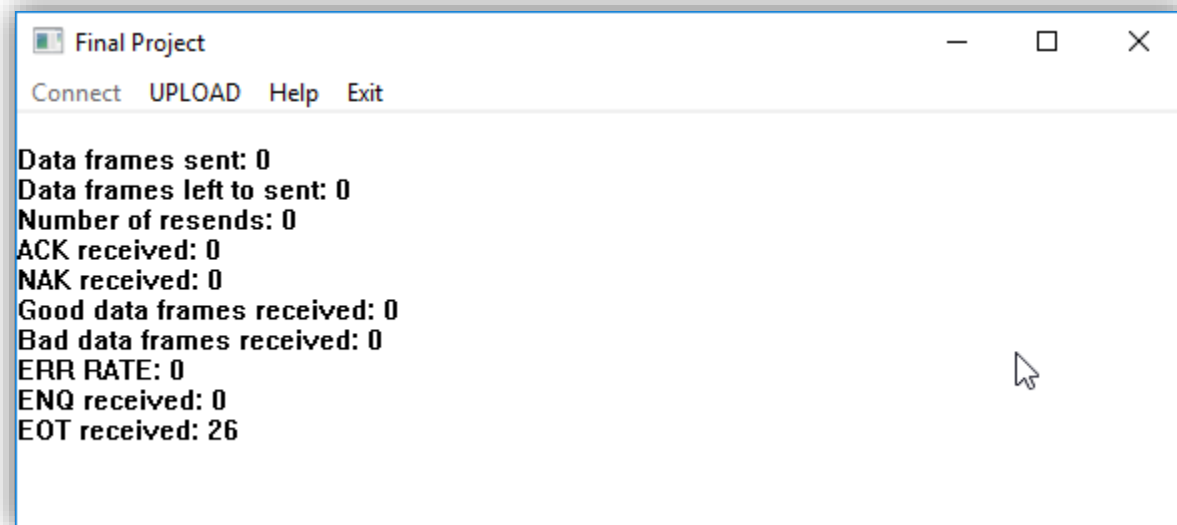 Final Project
Connect UPLOAD Help Exit
Data frames sent: 0
Data frames left to sent: 0
Number of resends: 0
ACK received: 0
NAK received: 0
Good data frames received: 0
Bad data frames received: 0
ERR RATE: 0
ENQ received: 0
EOT received: 26